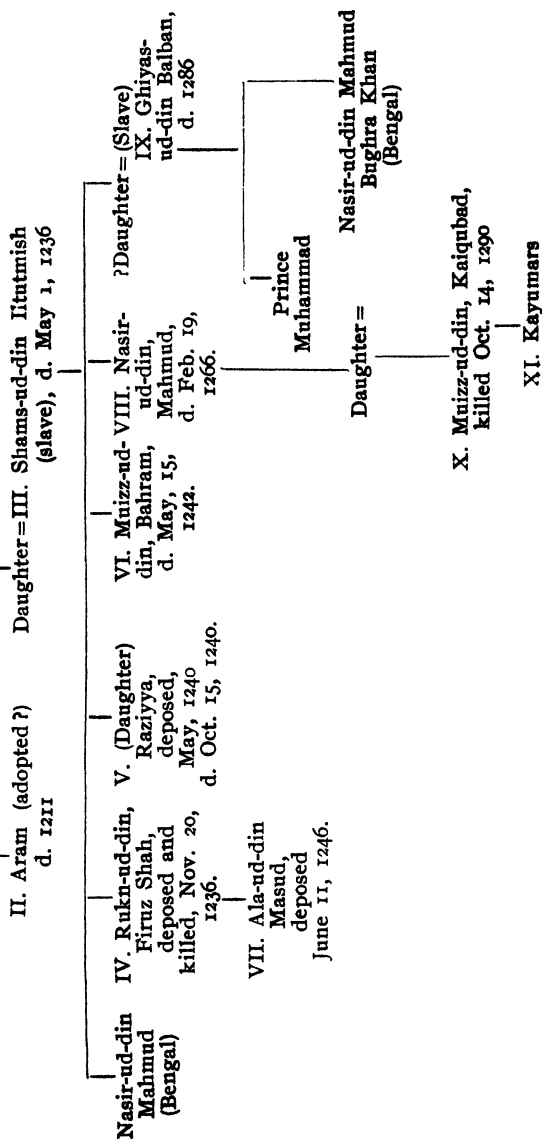 II. Aram (adopted ?)
d. 1211
Daughter = III. Shams-ud-din Iltutmish
(slave), d. May 1, 1236
Nasir-ud-din
Mahmud
(Bengal)
IV. Rukn-ud-din,
Firuz Shah,
deposed and
killed, Nov. 20,
1236.
V. (Daughter)
Raziyya,
deposed,
May, 1240
d. Oct. 15, 1240.
VI. Muizz-ud-
din, Bahram,
d. May, 15,
1242.
VIII. Nasir-
ud-din,
Mahmud,
d. Feb. 19,
1266.
?Daughter = (Slave)
IX. Ghiyas-
ud-din Balban,
d. 1286
VII. Ala-ud-din
Masud,
deposed
June 11, 1246.
Prince
Muhammad
Nasir-ud-din Mahmud
Bughra Khan
(Bengal)
Daughter =
X. Muizz-ud-din, Kaiqubad,
killed Oct. 14, 1290
XI. Kayumars